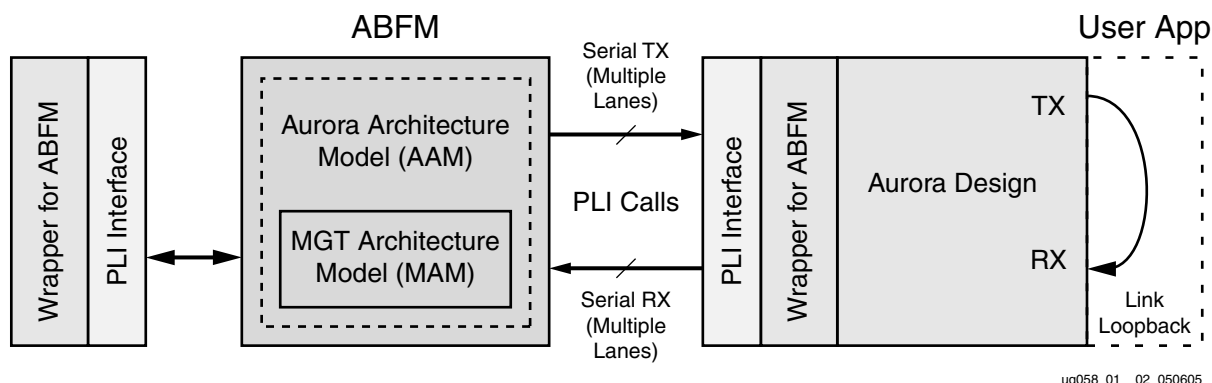 ABFM
User App
Wrapper for ABFM
PLI Interface
Aurora Architecture
Model (AAM)
MGT Architecture
Model (MAM)
Serial TX
(Multiple
Lanes)
PLI Calls
Serial RX
(Multiple
Lanes)
PLI Interface
Wrapper for ABFM
Aurora Design
TX
RX
Link
Loopback
ug058_01__02_050605